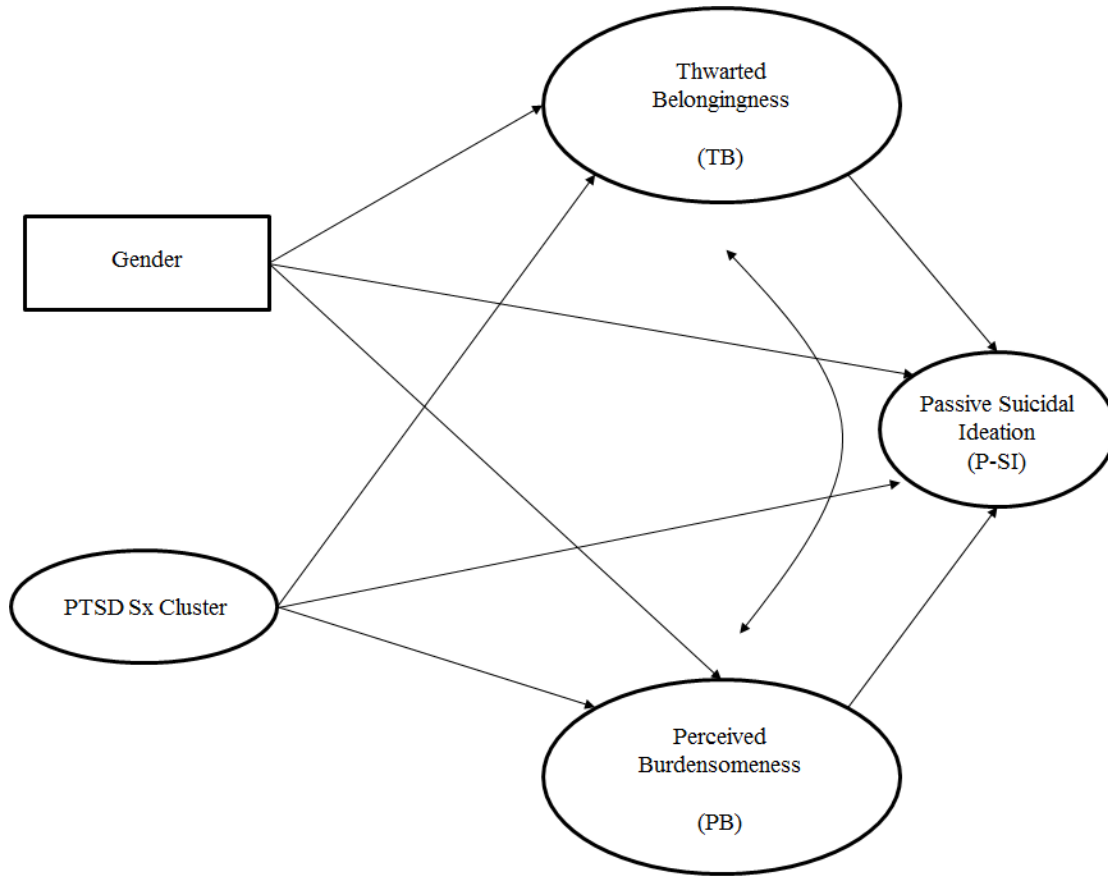 Thwarted
Belongingness
(TB)
Gender
Passive Suicidal
Ideation
(P-SI)
PTSD Sx Cluster
Perceived
Burdensomeness
(PB)